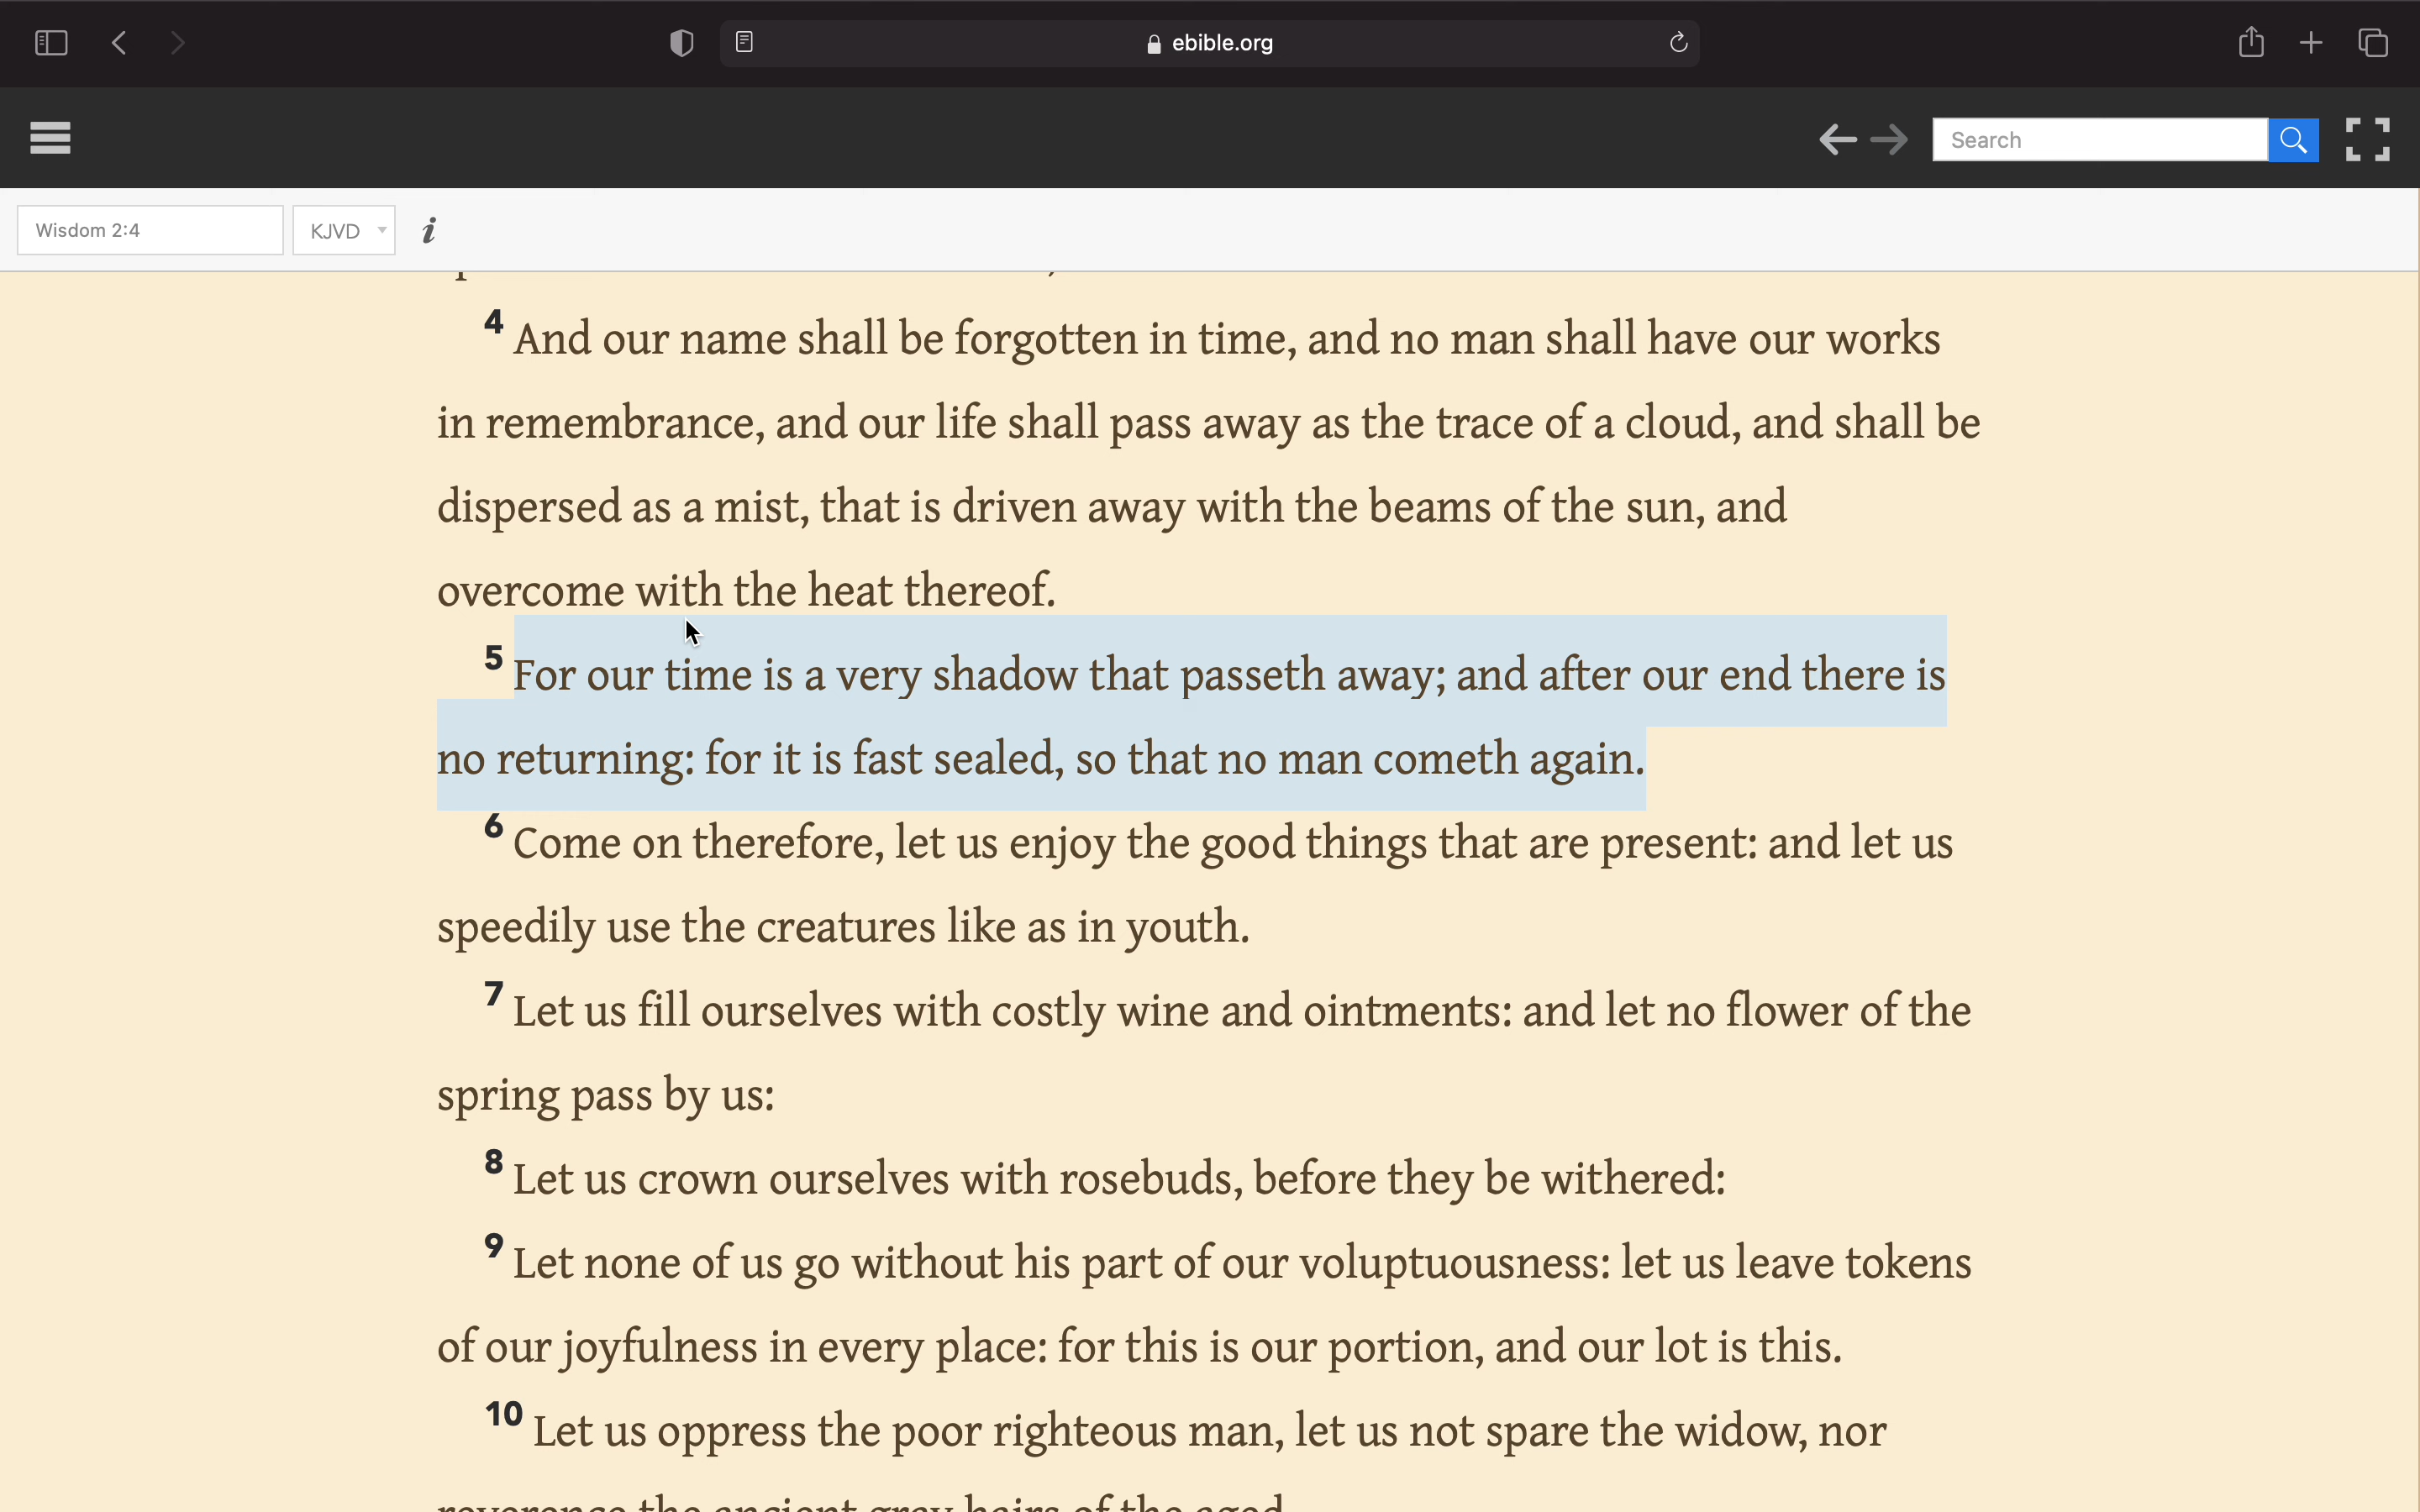 ebible.org
Search
Wisdom 2:4
KJVD
i
4 And our name shall be forgotten in time, and no man shall have our works
in remembrance, and our life shall pass away as the trace of a cloud, and shall be
dispersed as a mist, that is driven away with the beams of the sun, and
overcome with the heat thereof.
5 For our time is a very shadow that passeth away; and after our end there is
no returning: for it is fast sealed, so that no man cometh again.
6 Come on therefore, let us enjoy the good things that are present: and let us
speedily use the creatures like as in youth.
7 Let us fill ourselves with costly wine and ointments: and let no flower of the
spring pass by us:
8 Let us crown ourselves with rosebuds, before they be withered:
9 Let none of us go without his part of our voluptuousness: let us leave tokens
of our joyfulness in every place: for this is our portion, and our lot is this.
10 Let us oppress the poor righteous man, let us not spare the widow, nor
reverence the ancient gray hairs of the aged